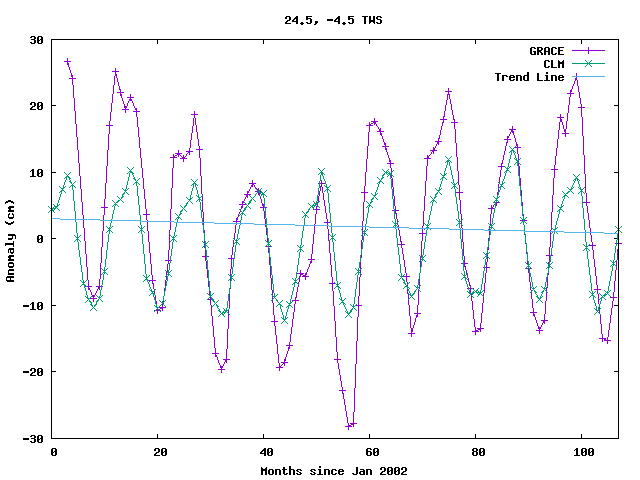 24.5, -4.5 TWS
GRACE
CLM
Trend Line
30
20
10
0
-10
-20
-30
Anomaly (cm)
0 20 40 60 80 100
Months since Jan 2002